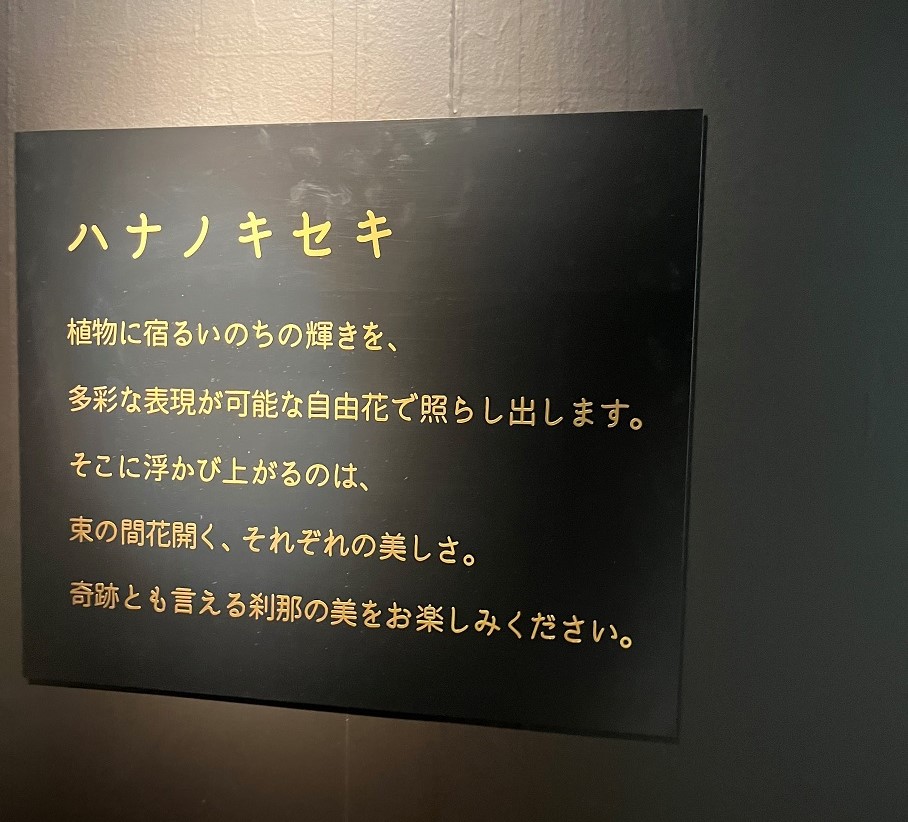 ハナノキセキ
植物に宿るいのちの輝きを、
多彩な表現が可能な自由花で照らし出します。
そこに浮かび上がるのは、
束の間花開く、それぞれの美しさ。
奇跡とも言える刹那の美をお楽しみください。